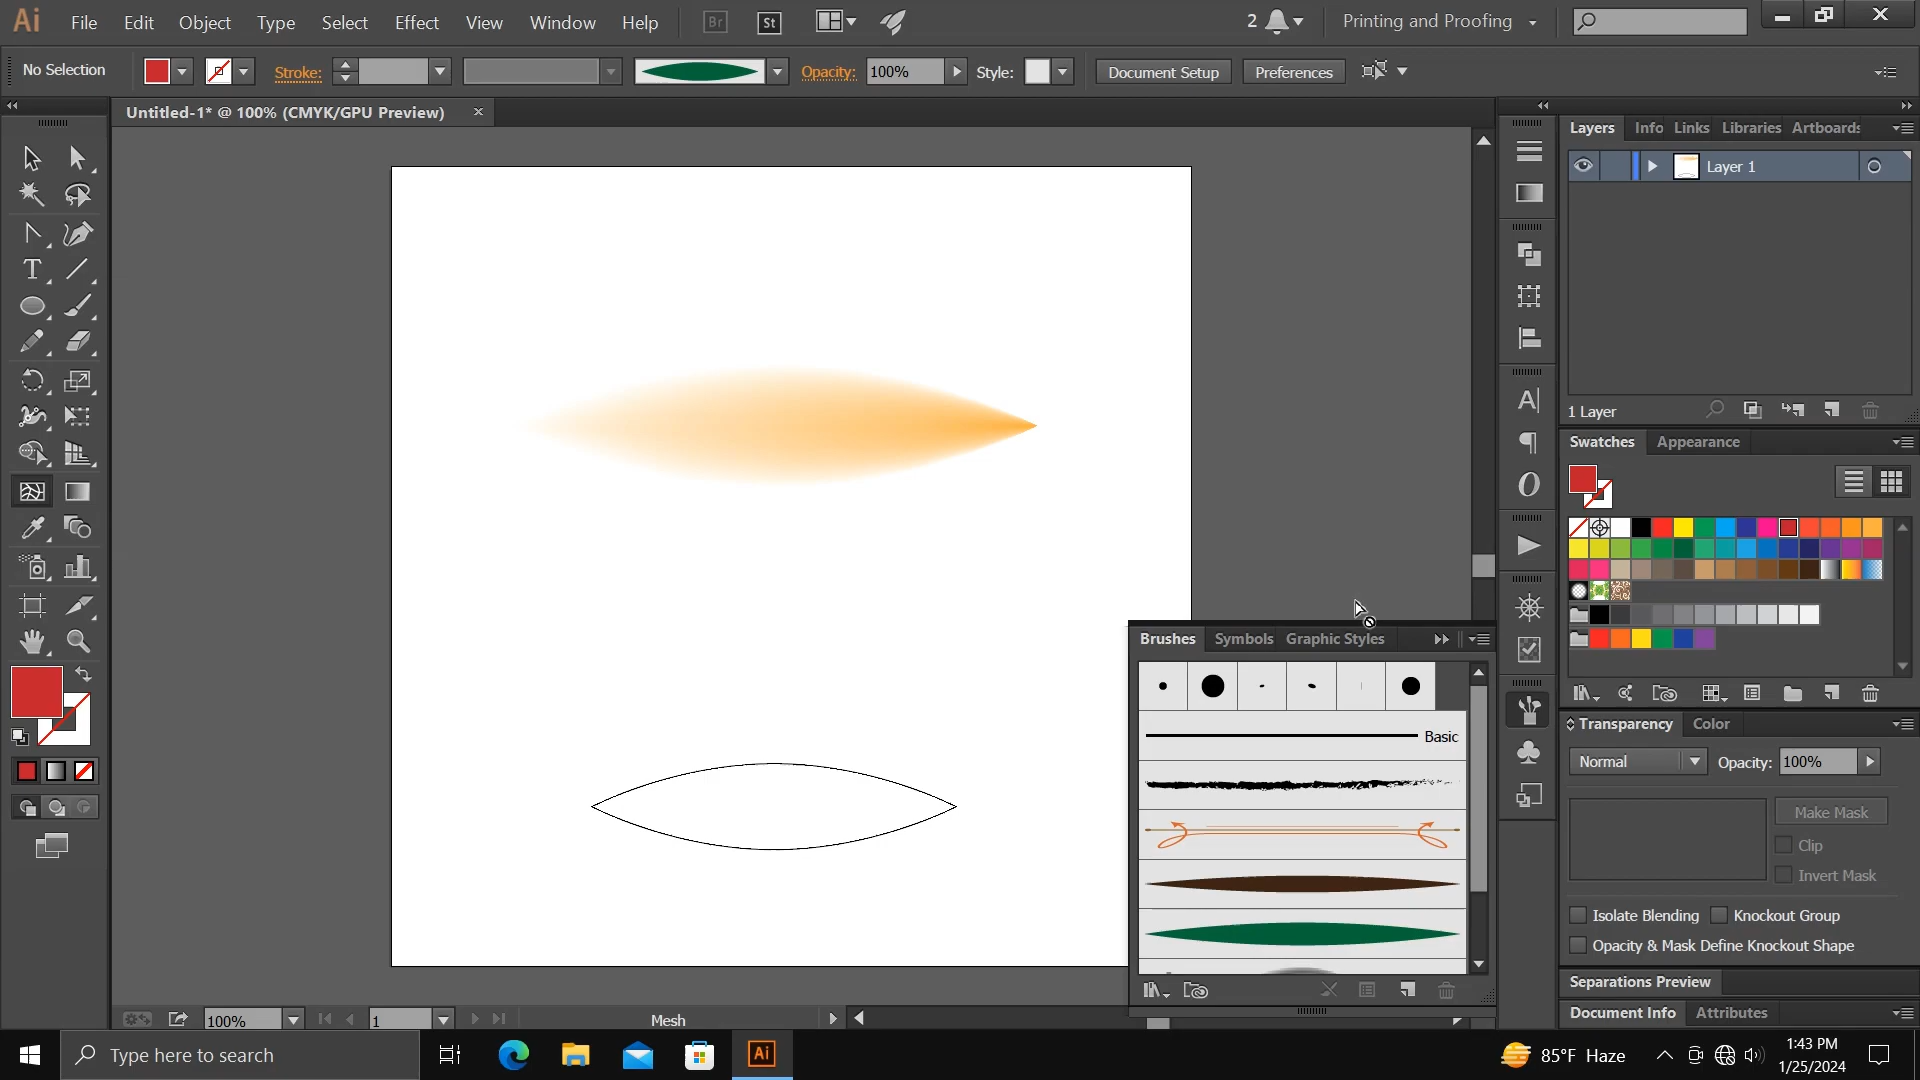 Ai File Edit Object Type Select Effect View Window Help Br St 2 Printing and Proofing
No Selection Stroke: Opacity: 100% Style: Document Setup Preferences
Untitled-1* @ 100% (CMYK/GPU Preview)
Layers Info Links Libraries Artboards
Layer 1
1 Layer
Swatches Appearance
Brushes Symbols Graphic Styles
Basic
Transparency Color
Normal Opacity: 100%
Make Mask
Clip
Invert Mask
Isolate Blending Knockout Group
Opacity & Mask Define Knockout Shape
Separations Preview
Document Info Attributes
100% 1 Mesh
Type here to search Ai 85°F Haze 1:43 PM
1/25/2024